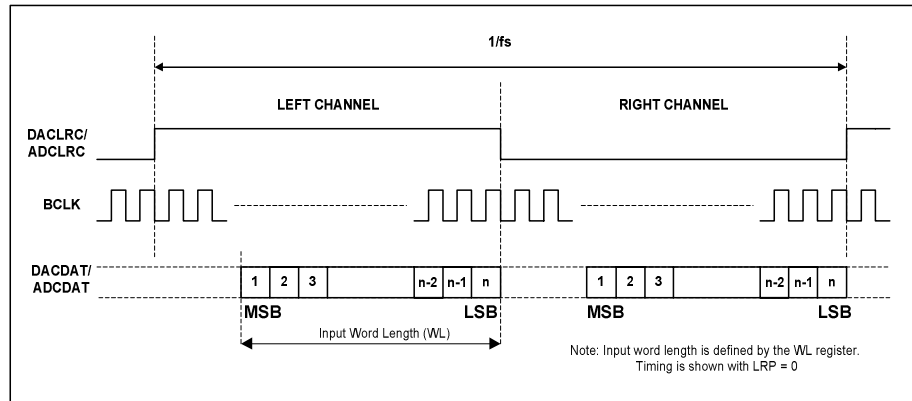 1/fs
LEFT CHANNEL
RIGHT CHANNEL
DACLRC/
ADCLRC
BCLK
DACDAT/
ADCDAT
1 2 3 n-2 n-1 n 1 2 3 n-2 n-1 n
MSB LSB MSB LSB
Input Word Length (WL)
Note: Input word length is defined by the WL register.
Timing is shown with LRP = 0